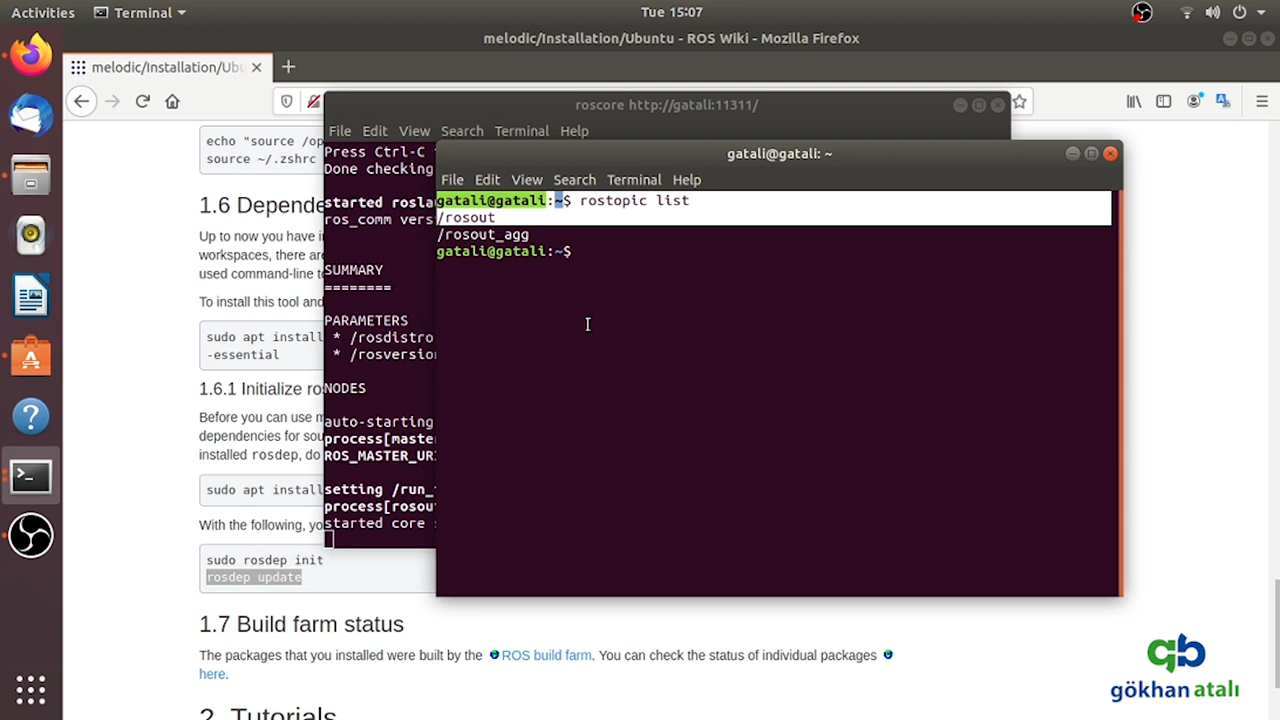 Activities
Terminal
Tue 15:07
melodic/Installation/Ubuntu - ROS Wiki - Mozilla Firefox
melodic/Installation/Ubu
echo "source /op
source ~/.zshrc
1.6 Depende
Up to now you have i
workspaces, there are
used command-line to
To install this tool and
sudo apt install
-essential
1.6.1 Initialize ro
Before you can use m
dependencies for sou
installed rosdep, do
sudo apt install
With the following, yo
sudo rosdep init
rosdep update
1.7 Build farm status
The packages that you installed were built by the ROS build farm. You can check the status of individual packages
here.
2. Tutorials
roscore http://gatali:11311/
File Edit View Search Terminal Help
Press Ctrl-C
Done checking
started rosla
ros_comm vers
SUMMARY
========
PARAMETERS
* /rosdistro
* /rosversion
NODES
auto-starting
process[maste
ROS_MASTER_UR
setting /run_
process[rosou
started core
gatali@gatali: ~
File Edit View Search Terminal Help
gatali@gatali:~$ rostopic list
/rosout
/rosout_agg
gatali@gatali:~$
gökhan atalı